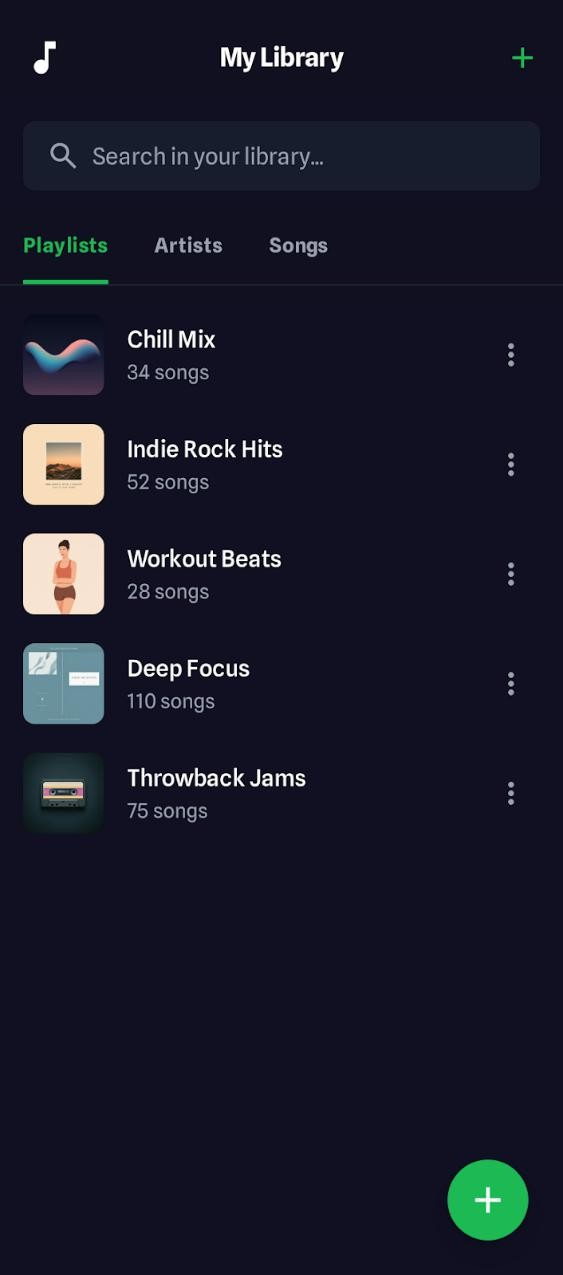 My Library
Search in your library...
Playlists Artists Songs
Chill Mix
34 songs
Indie Rock Hits
52 songs
Workout Beats
28 songs
Deep Focus
110 songs
Throwback Jams
75 songs